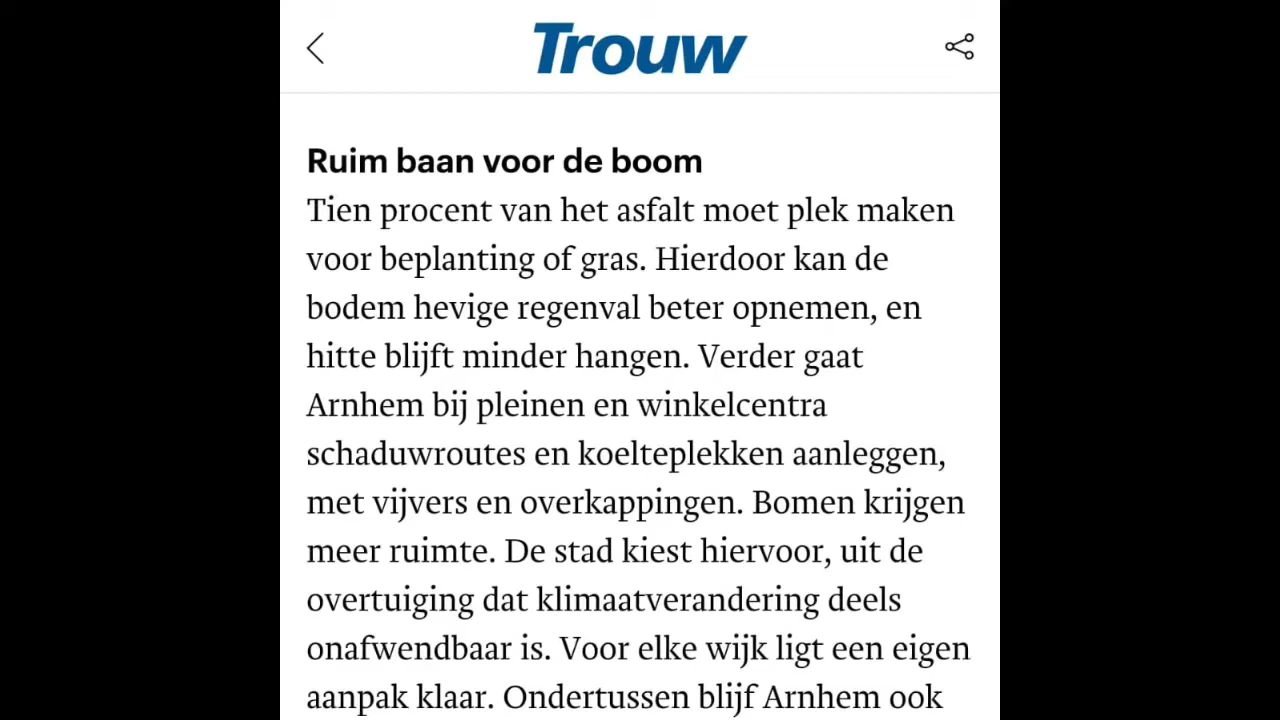 Trouw
Ruim baan voor de boom
Tien procent van het asfalt moet plek maken
voor beplanting of gras. Hierdoor kan de
bodem hevige regenval beter opnemen, en
hitte blijft minder hangen. Verder gaat
Arnhem bij pleinen en winkelcentra
schaduwroutes en koelteplekken aanleggen,
met vijvers en overkappingen. Bomen krijgen
meer ruimte. De stad kiest hiervoor, uit de
overtuiging dat klimaatverandering deels
onafwendbaar is. Voor elke wijk ligt een eigen
aanpak klaar. Ondertussen blijf Arnhem ook